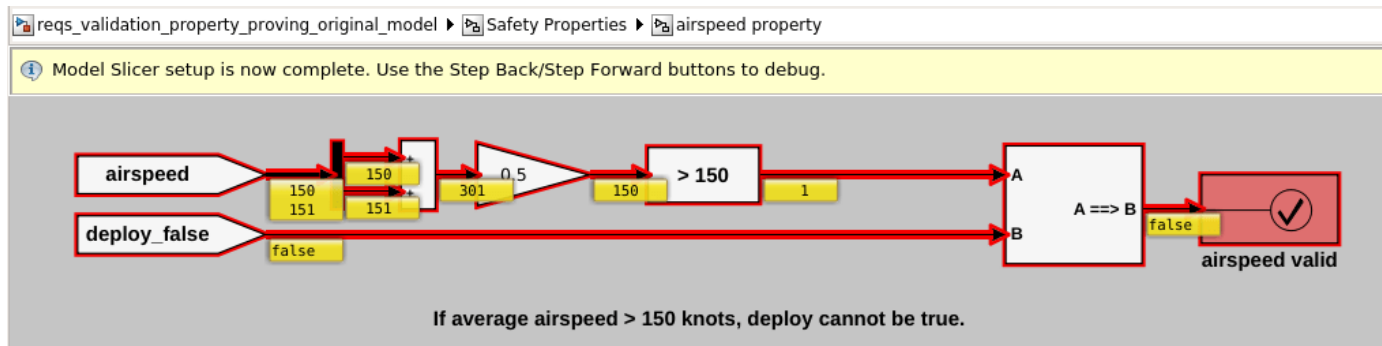 reqs_validation_property_proving_original_model Safety Properties airspeed property
Model Slicer setup is now complete. Use the Step Back/Step Forward buttons to debug.
airspeed
150
151
150
+
151
+
301
0.5
150
> 150
1
deploy_false
false
A
B
A ==> B
false
airspeed valid
If average airspeed > 150 knots, deploy cannot be true.